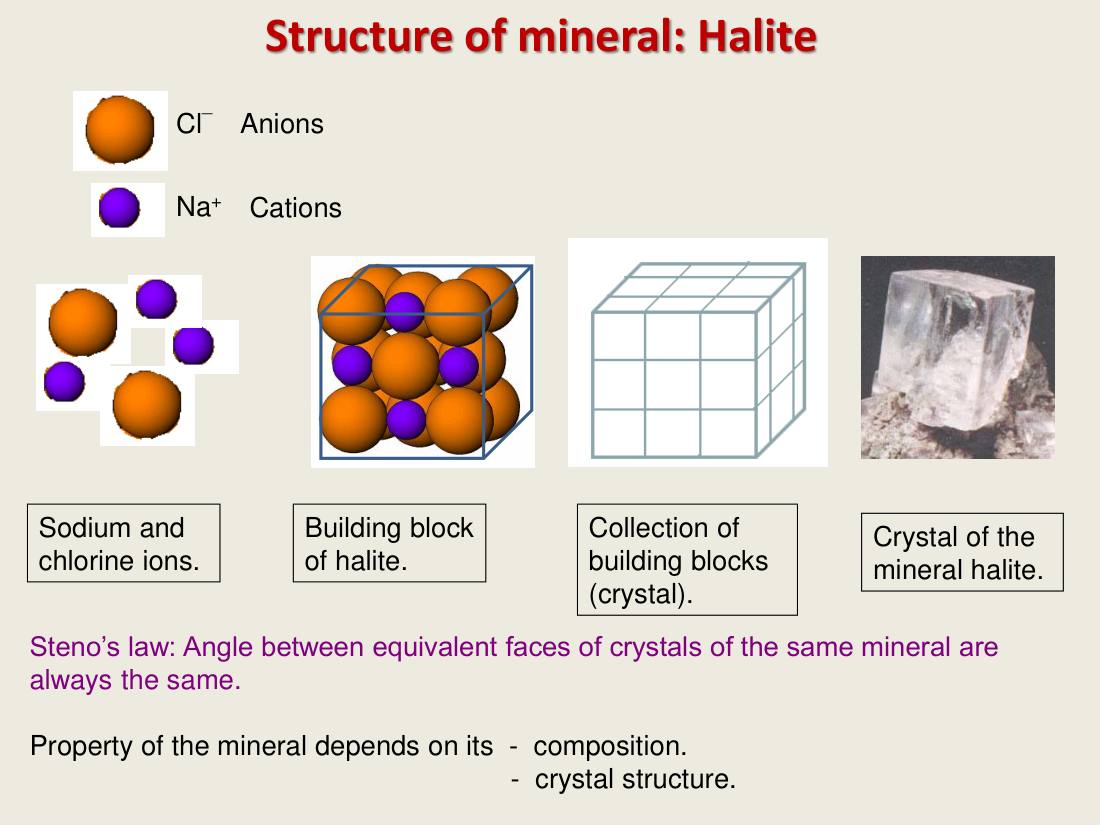 Structure of mineral: Halite
Cl⁻ Anions
Na⁺ Cations
Sodium and
chlorine ions.
Building block
of halite.
Collection of
building blocks
(crystal).
Crystal of the
mineral halite.
Steno’s law: Angle between equivalent faces of crystals of the same mineral are
always the same.
Property of the mineral depends on its - composition.
- crystal structure.